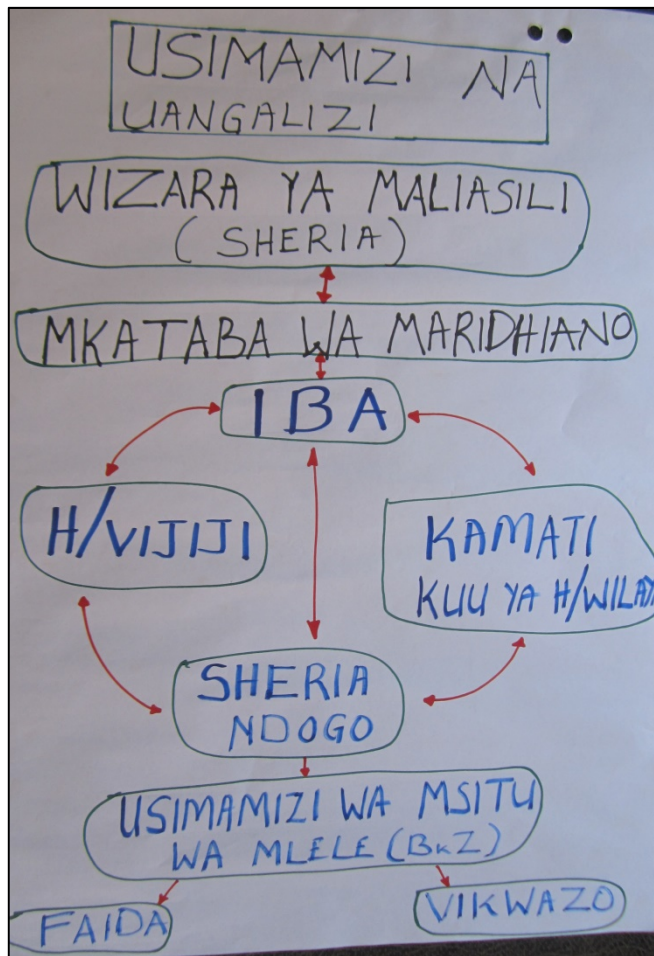 USIMAMIZI NA
UANGALIZI
WIZARA YA MALIASILI
(SHERIA)
MKATABA WA MARIDHIANO
IBA
H/VIJIJI
KAMATI
KUU YA H/WILAYA
SHERIA
NDOGO
USIMAMIZI WA MSITU
WA MLELE (BKZ)
FAIDA
VIKWAZO